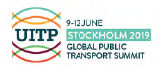 UITP
9-12 JUNE
STOCKHOLM 2019
GLOBAL PUBLIC
TRANSPORT SUMMIT